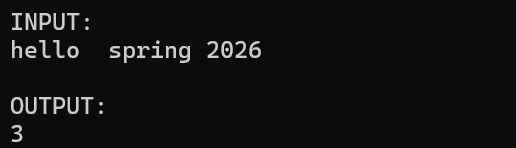 INPUT:
hello  spring 2026

OUTPUT:
3